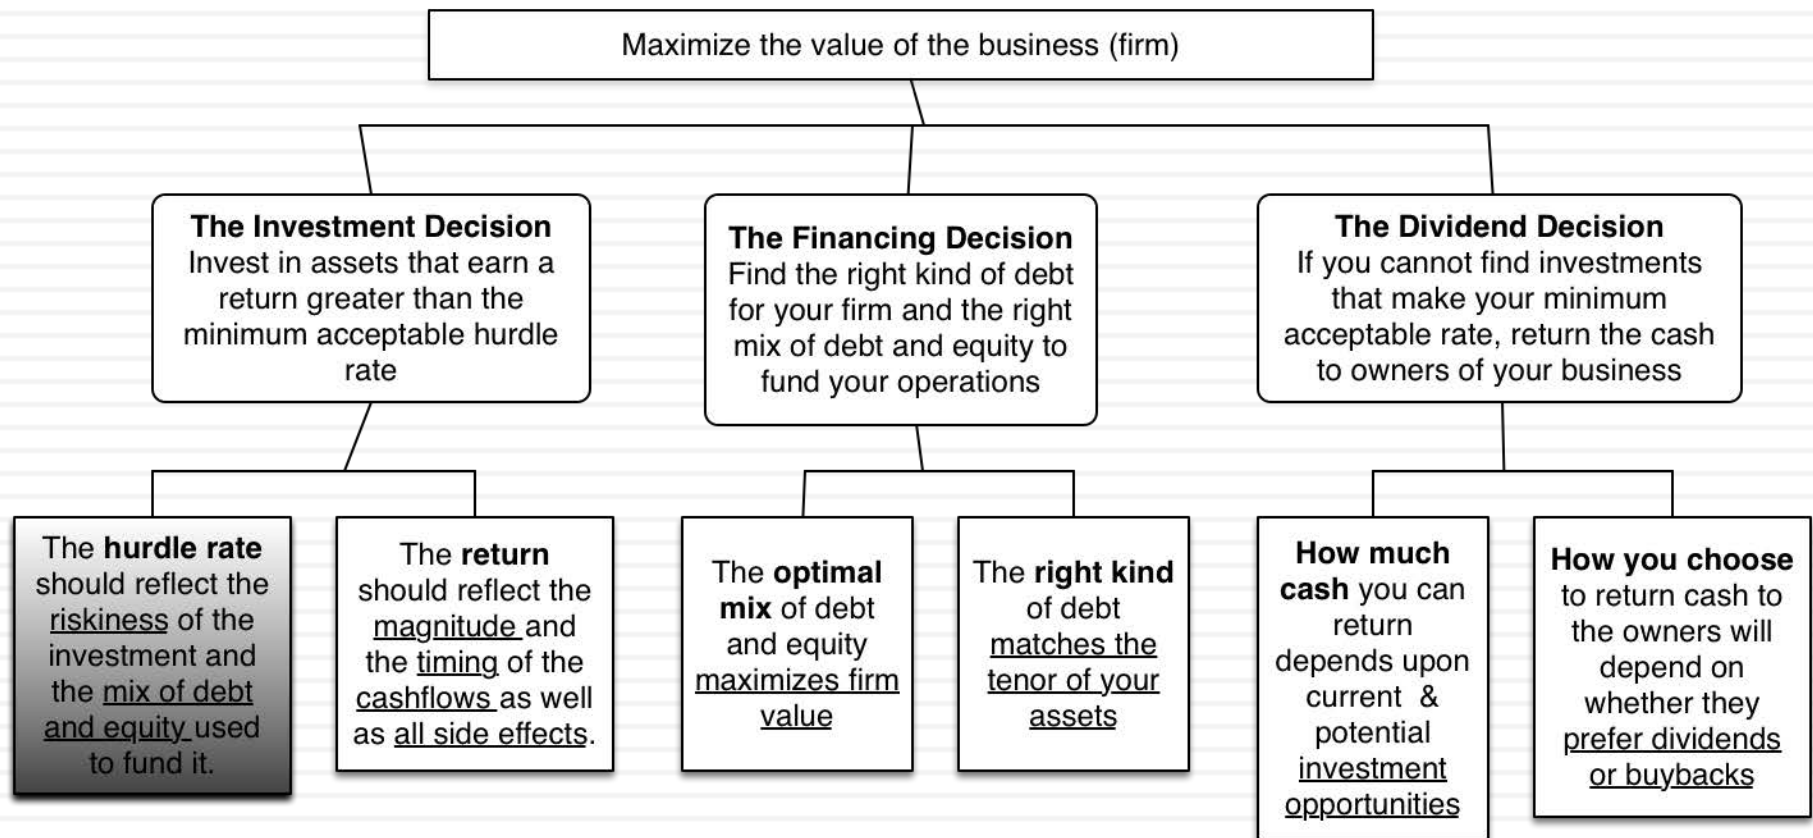 Maximize the value of the business (firm)
The Investment Decision
Invest in assets that earn a
return greater than the
minimum acceptable hurdle
rate
The Financing Decision
Find the right kind of debt
for your firm and the right
mix of debt and equity to
fund your operations
The Dividend Decision
If you cannot find investments
that make your minimum
acceptable rate, return the cash
to owners of your business
The hurdle rate
should reflect the
riskiness of the
investment and
the mix of debt
and equity used
to fund it.
The return
should reflect the
magnitude and
the timing of the
cashflows as well
as all side effects.
The optimal
mix of debt
and equity
maximizes firm
value
The right kind
of debt
matches the
tenor of your
assets
How much
cash you can
return
depends upon
current &
potential
investment
opportunities
How you choose
to return cash to
the owners will
depend on
whether they
prefer dividends
or buybacks